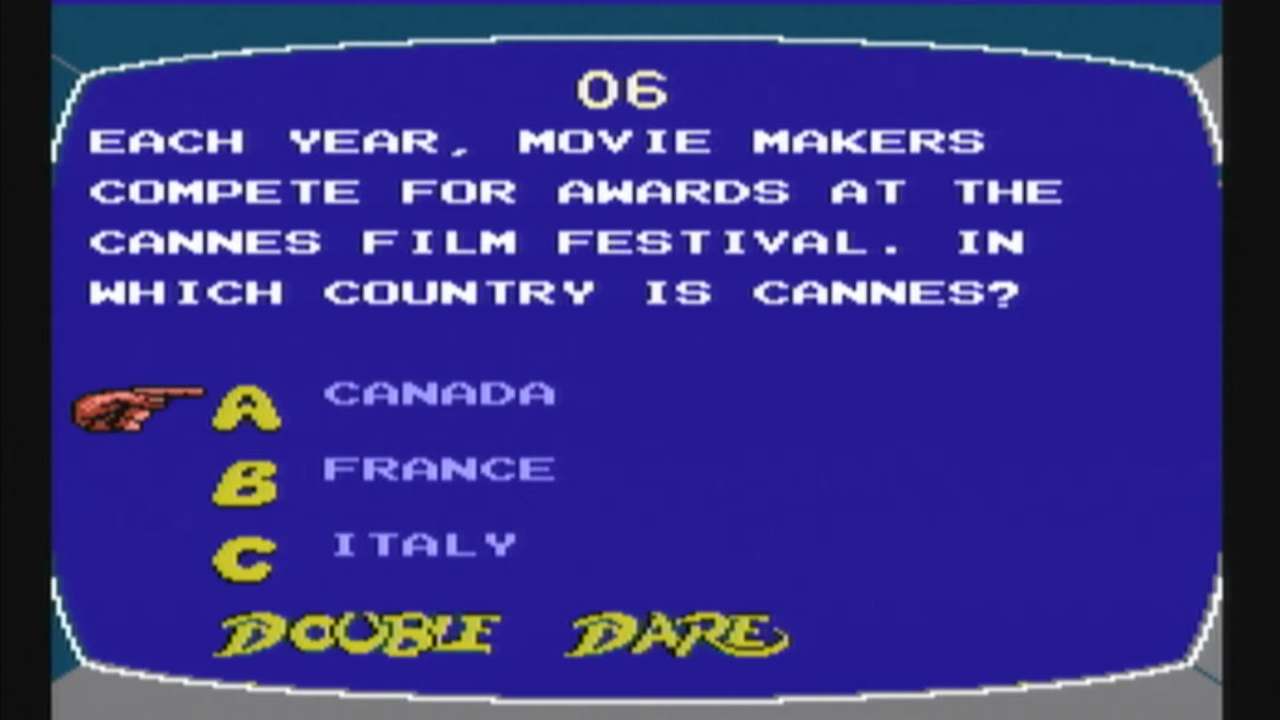 06
EACH YEAR, MOVIE MAKERS
COMPETE FOR AWARDS AT THE
CANNES FILM FESTIVAL. IN
WHICH COUNTRY IS CANNES?
A CANADA
B FRANCE
C ITALY
DOUBLE DARE